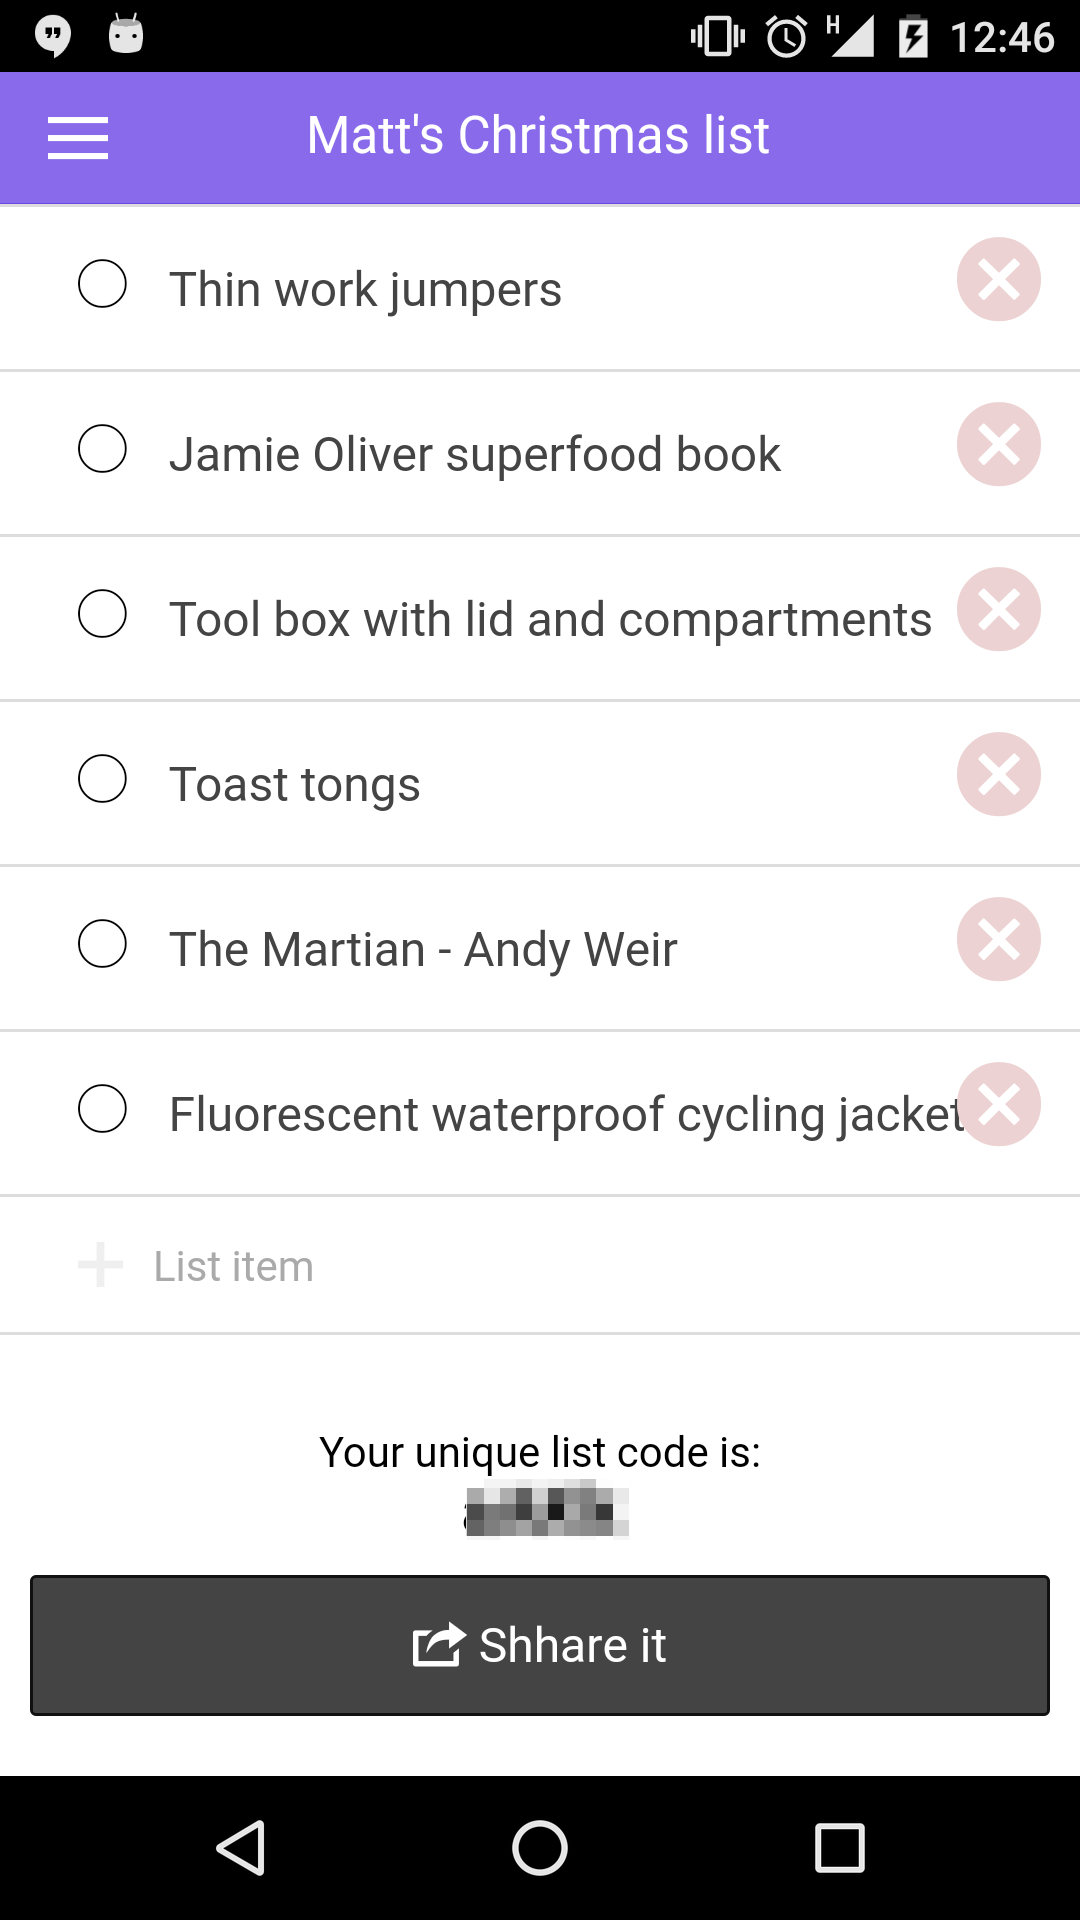 H 12:46
Matt's Christmas list
Thin work jumpers
Jamie Oliver superfood book
Tool box with lid and compartments
Toast tongs
The Martian - Andy Weir
Fluorescent waterproof cycling jacket
List item
Your unique list code is:
Shhare it